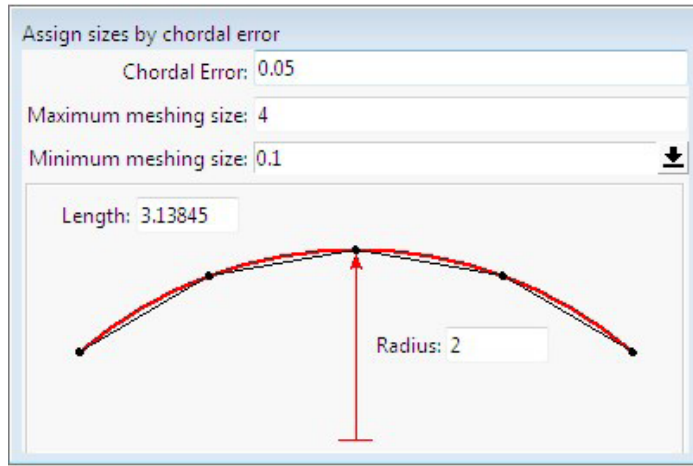 Assign sizes by chordal error
Chordal Error: 0.05
Maximum meshing size: 4
Minimum meshing size: 0.1
Length: 3.13845
Radius: 2